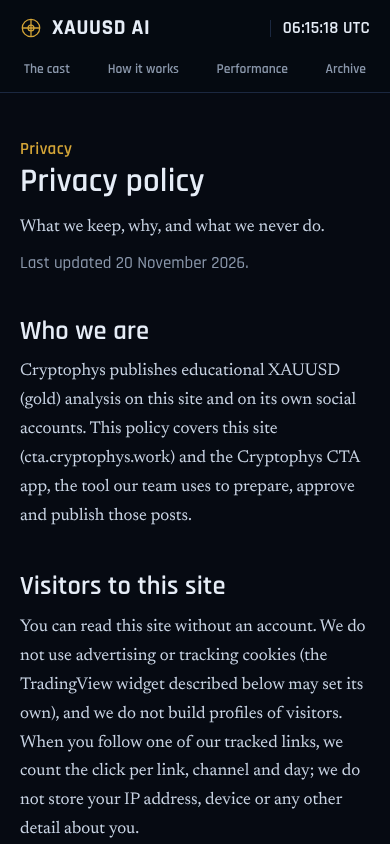 XAUUSD AI
06:15:18 UTC
The cast How it works Performance Archive
Privacy
Privacy policy
What we keep, why, and what we never do.
Last updated 20 November 2026.
Who we are
Cryptophys publishes educational XAUUSD
(gold) analysis on this site and on its own social
accounts. This policy covers this site
(cta.cryptophys.work) and the Cryptophys CTA
app, the tool our team uses to prepare, approve
and publish those posts.
Visitors to this site
You can read this site without an account. We do
not use advertising or tracking cookies (the
TradingView widget described below may set its
own), and we do not build profiles of visitors.
When you follow one of our tracked links, we
count the click per link, channel and day; we do
not store your IP address, device or any other
detail about you.